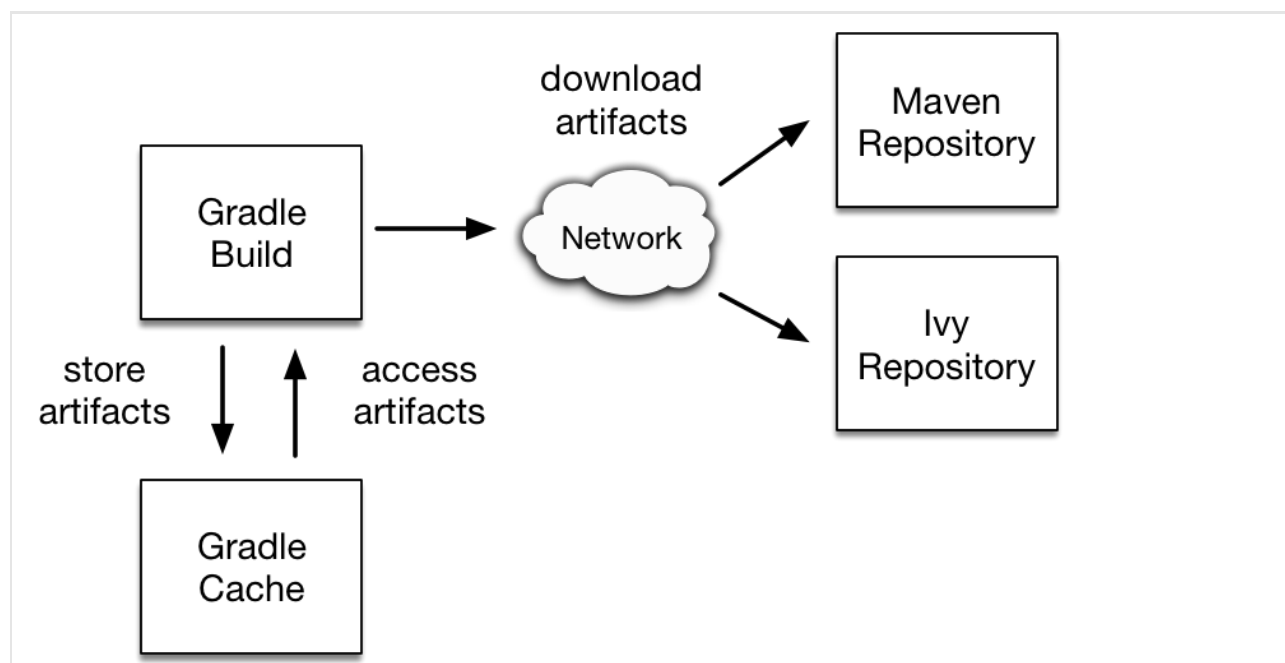 download
artifacts
Maven
Repository
Gradle
Build
Network
Ivy
Repository
store
artifacts
access
artifacts
Gradle
Cache